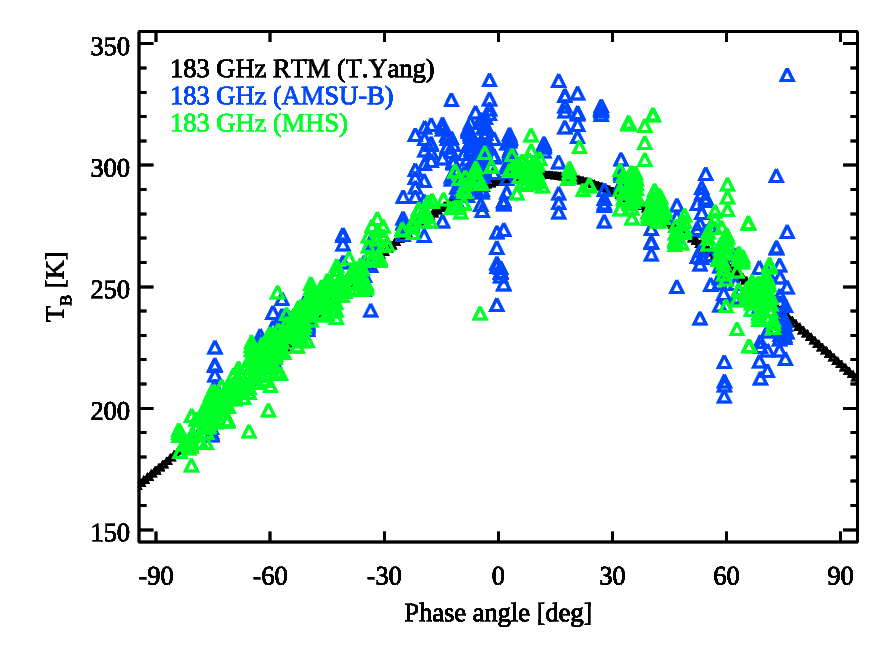 350
183 GHz RTM (T.Yang)
183 GHz (AMSU-B)
183 GHz (MHS)
300
T_B [K]
250
200
150
-90 -60 -30 0 30 60 90
Phase angle [deg]